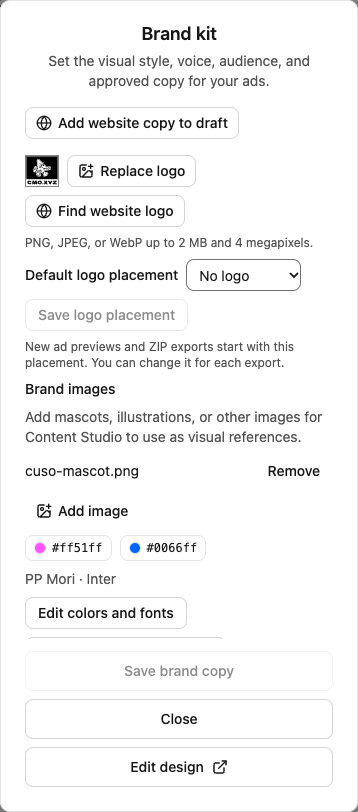 Brand kit
Set the visual style, voice, audience, and
approved copy for your ads.
Add website copy to draft
CMO.XYZ
Replace logo
Find website logo
PNG, JPEG, or WebP up to 2 MB and 4 megapixels.
Default logo placement
No logo
Save logo placement
New ad previews and ZIP exports start with this
placement. You can change it for each export.
Brand images
Add mascots, illustrations, or other images for
Content Studio to use as visual references.
cuso-mascot.png
Remove
Add image
#ff51ff
#0066ff
PP Mori · Inter
Edit colors and fonts
Save brand copy
Close
Edit design